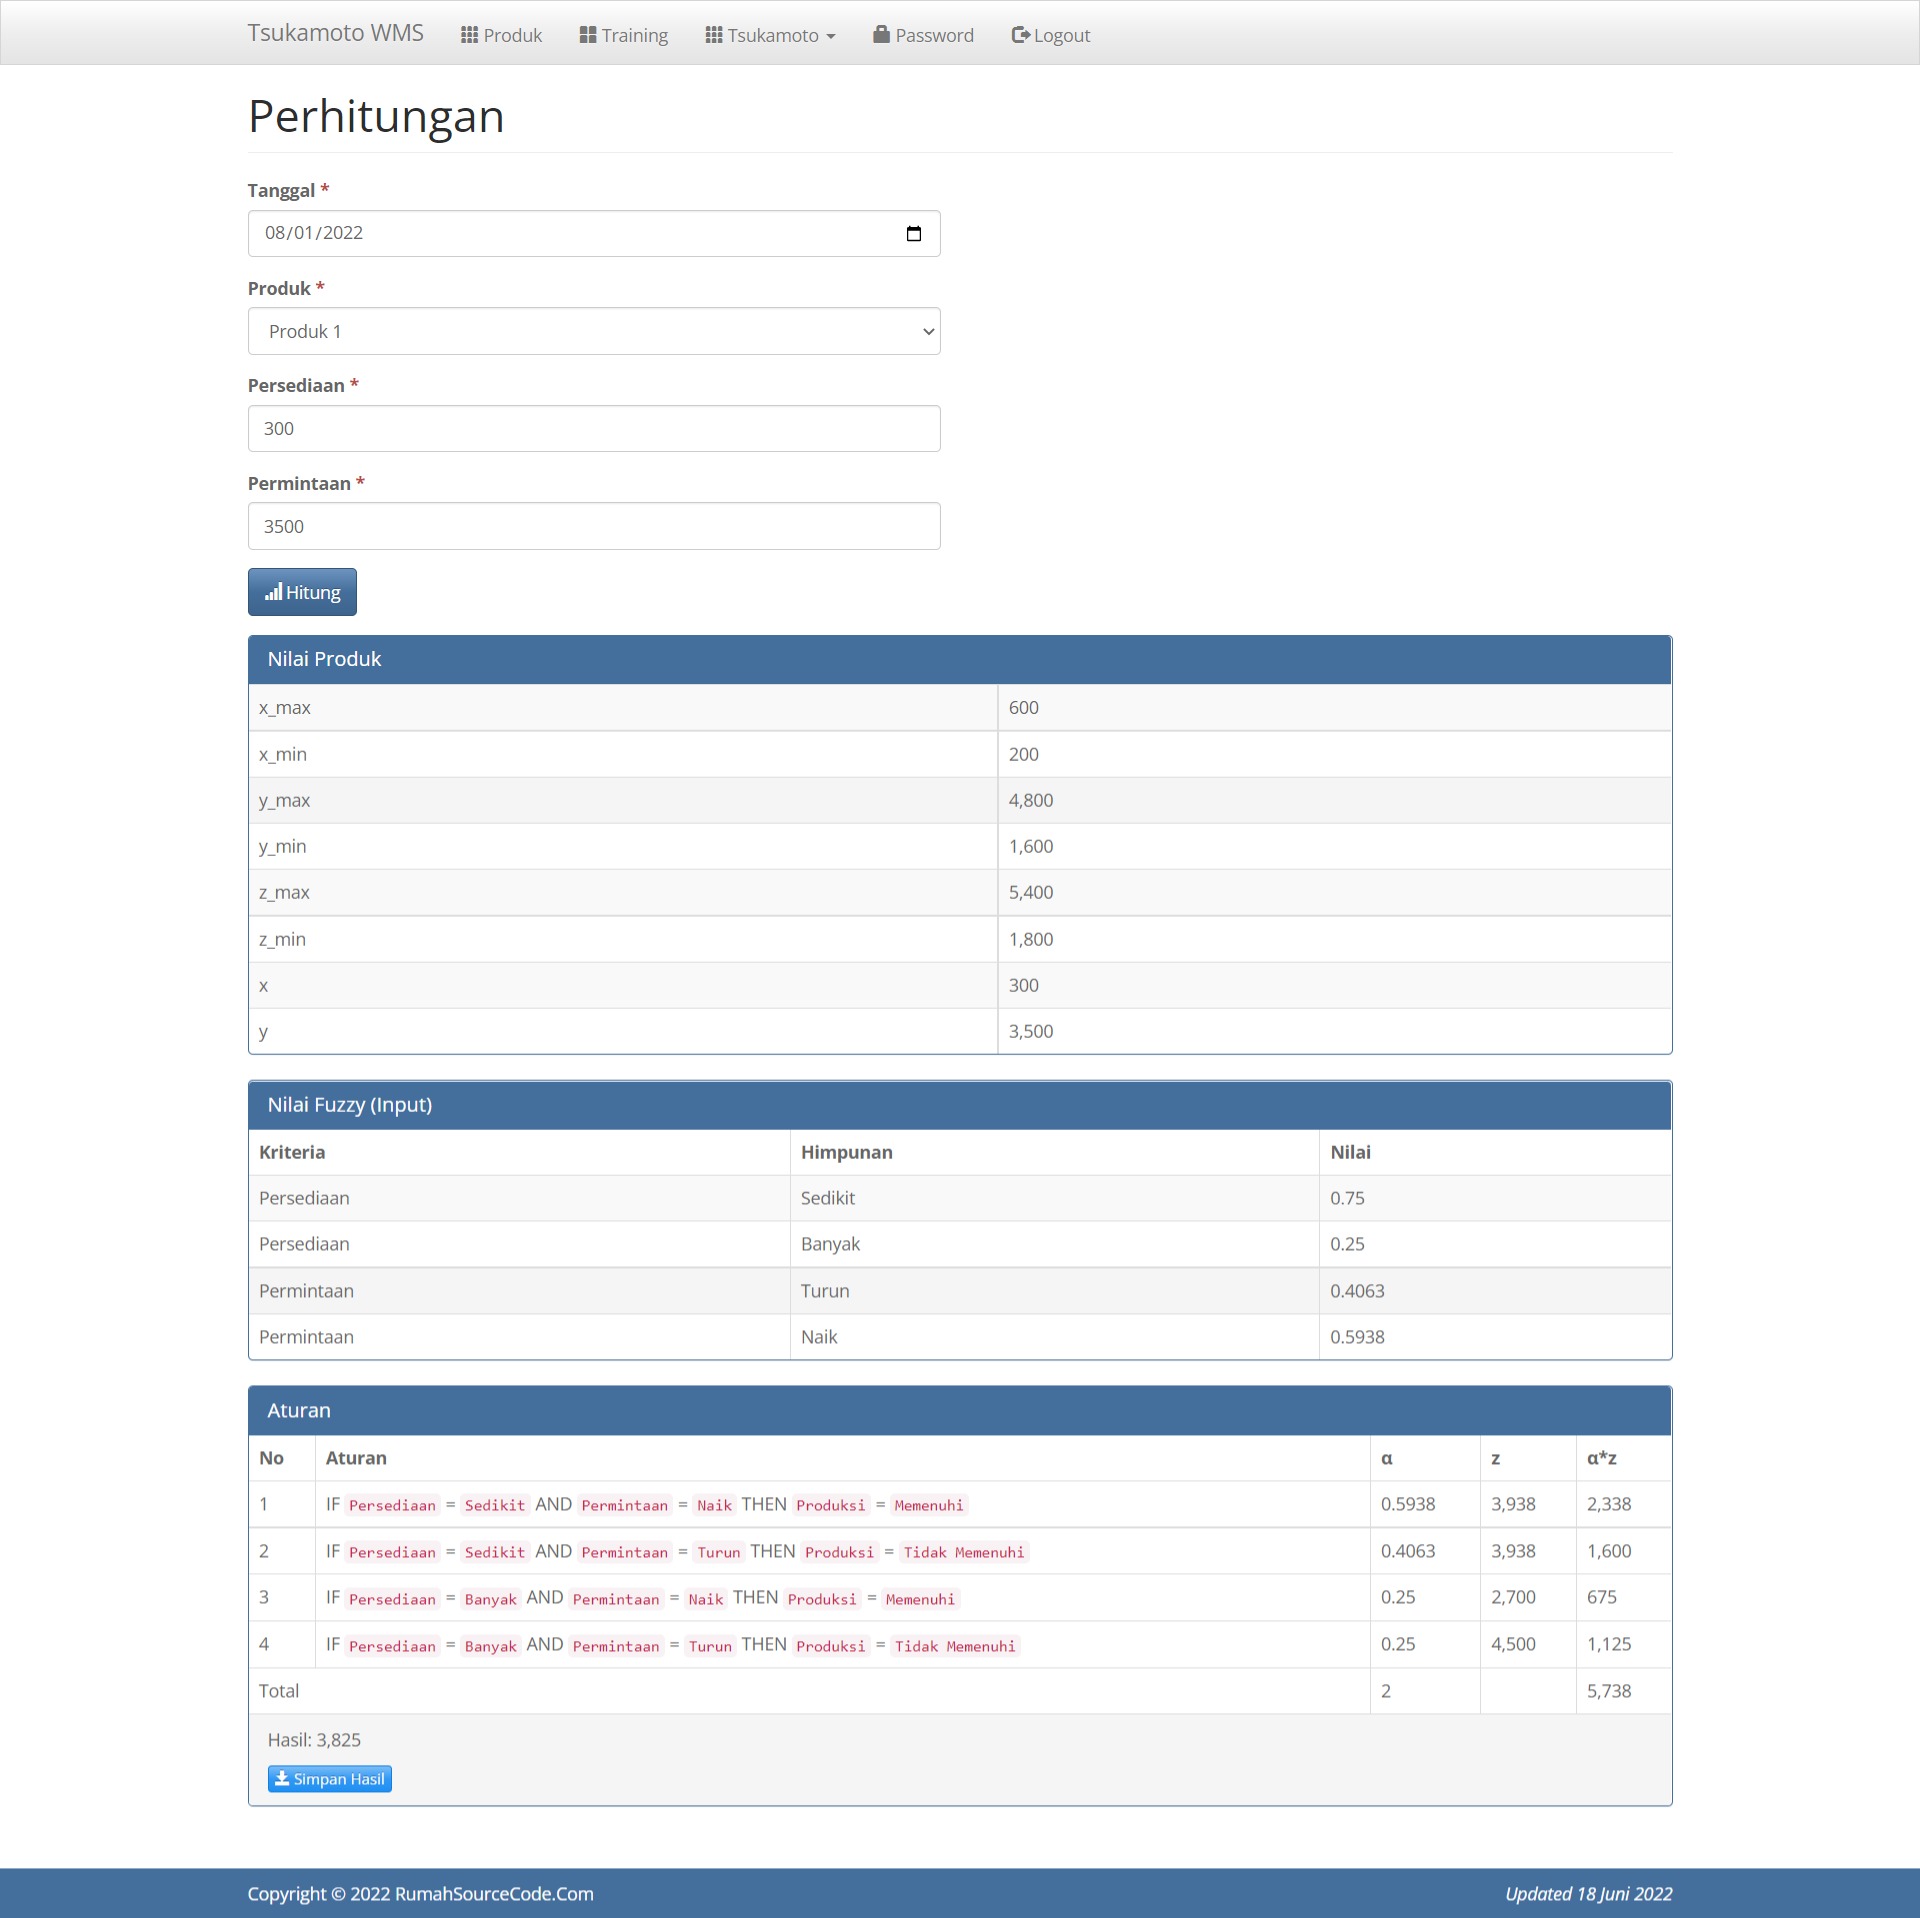 Tsukamoto WMS Produk Training Tsukamoto Password Logout
Perhitungan
Tanggal *
08/01/2022
Produk *
Produk 1
Persediaan *
300
Permintaan *
3500
Hitung
Nilai Produk
x_max 600
x_min 200
y_max 4,800
y_min 1,600
z_max 5,400
z_min 1,800
x 300
y 3,500
Nilai Fuzzy (Input)
Kriteria Himpunan Nilai
Persediaan Sedikit 0.75
Persediaan Banyak 0.25
Permintaan Turun 0.4063
Permintaan Naik 0.5938
Aturan
No Aturan α z α*z
1 IF Persediaan = Sedikit AND Permintaan = Naik THEN Produksi = Memenuhi 0.5938 3,938 2,338
2 IF Persediaan = Sedikit AND Permintaan = Turun THEN Produksi = Tidak Memenuhi 0.4063 3,938 1,600
3 IF Persediaan = Banyak AND Permintaan = Naik THEN Produksi = Memenuhi 0.25 2,700 675
4 IF Persediaan = Banyak AND Permintaan = Turun THEN Produksi = Tidak Memenuhi 0.25 4,500 1,125
Total 2 5,738
Hasil: 3,825
Simpan Hasil
Copyright © 2022 RumahSourceCode.Com Updated 18 Juni 2022